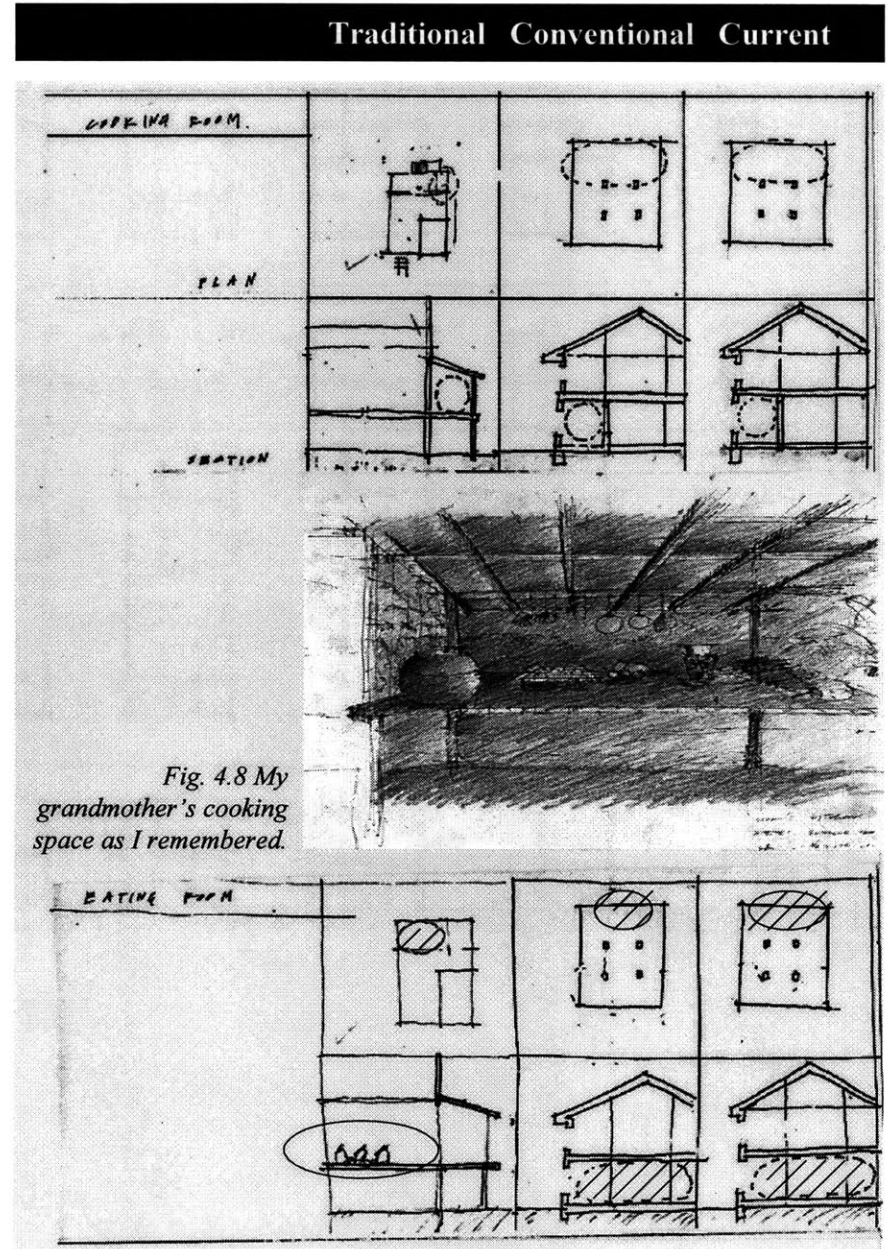 Traditional Conventional Current
COOKING ROOM.
PLAN
SECTION
Fig. 4.8 My
grandmother's cooking
space as I remembered.
EATING ROOM